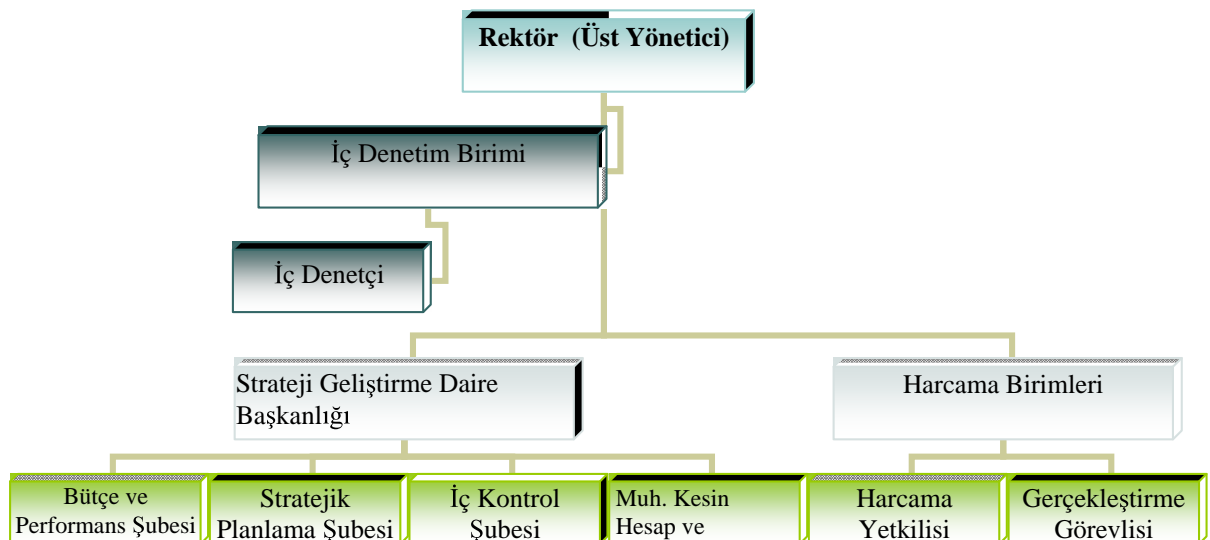 Rektör (Üst Yönetici)
İç Denetim Birimi
İç Denetçi
Strateji Geliştirme Daire
Başkanlığı
Harcama Birimleri
Bütçe ve
Performans Şubesi
Stratejik
Planlama Şubesi
İç Kontrol
Şubesi
Muh. Kesin
Hesap ve
Harcama
Yetkilisi
Gerçekleştirme
Görevlisi